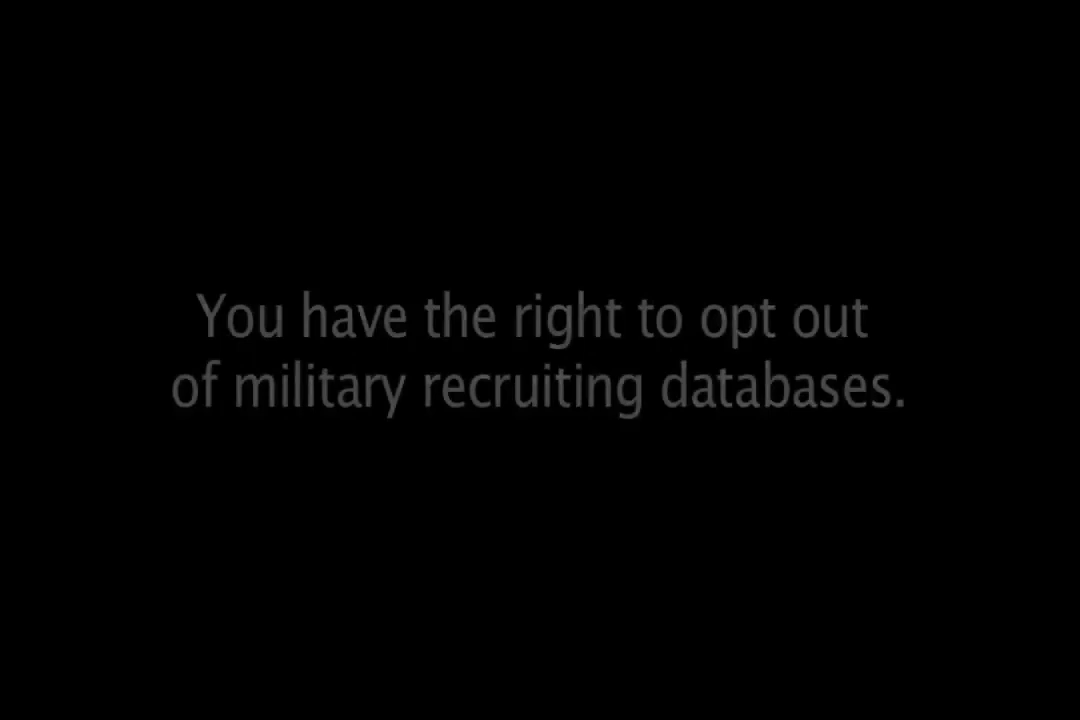 You have the right to opt out
of military recruiting databases.